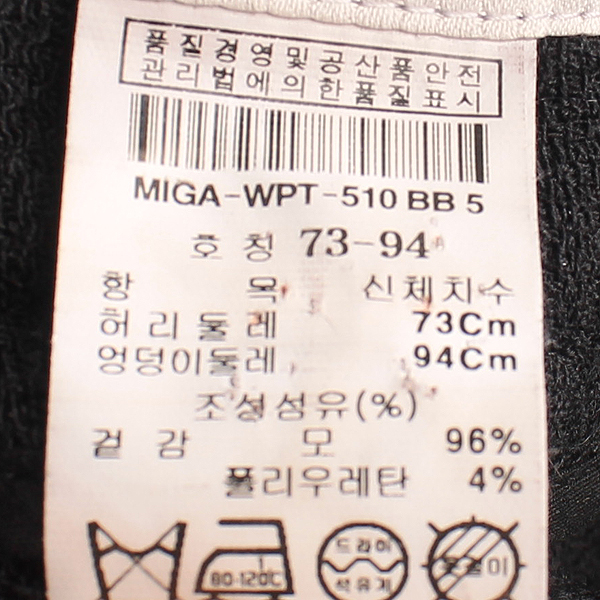 품질경영및공산품안전
관리법에의한품질표시
MIGA-WPT-510 BB 5
호칭 73-94
항 목 신체치수
허리둘레 73Cm
엉덩이둘레 94Cm
조성섬유(%)
겉감 모 96%
폴리우레탄 4%
80-120℃
드라이
석유계
옷걸이